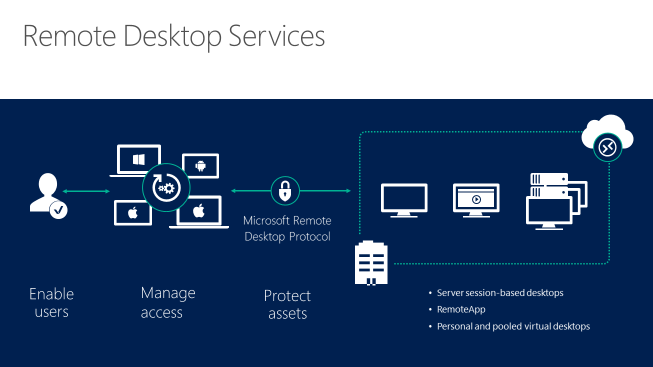 Remote Desktop Services
Microsoft Remote
Desktop Protocol
Enable
users
Manage
access
Protect
assets
• Server session-based desktops
• RemoteApp
• Personal and pooled virtual desktops